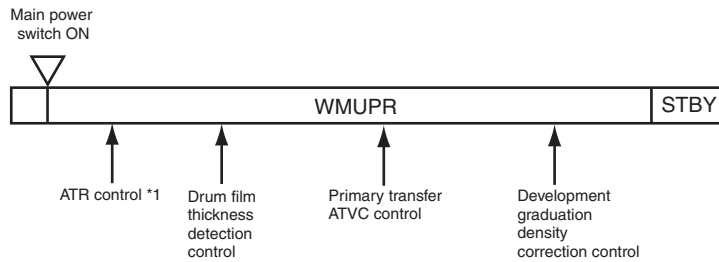 Main power
switch ON
WMUPR
STBY
ATR control *1
Drum film
thickness
detection
control
Primary transfer
ATVC control
Development
graduation
density
correction control